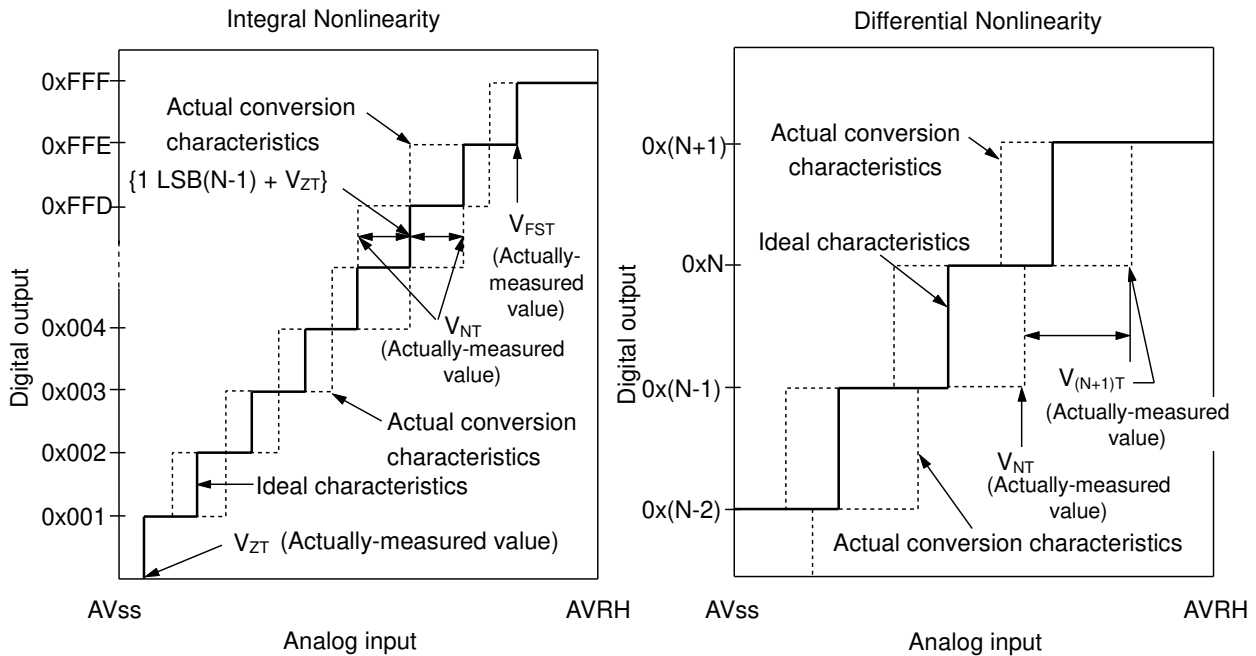 Integral Nonlinearity
0xFFF
0xFFE
0xFFD
0x004
0x003
0x002
0x001
Digital output
Actual conversion
characteristics
{1 LSB(N-1) + VZT}
VFST
(Actually-
measured
value)
VNT
(Actually-measured
value)
Actual conversion
characteristics
Ideal characteristics
VZT (Actually-measured value)
AVss
AVRH
Analog input
Differential Nonlinearity
0x(N+1)
0xN
0x(N-1)
0x(N-2)
Digital output
Actual conversion
characteristics
Ideal characteristics
V(N+1)T
(Actually-measured
value)
VNT
(Actually-measured
value)
Actual conversion characteristics
AVss
AVRH
Analog input